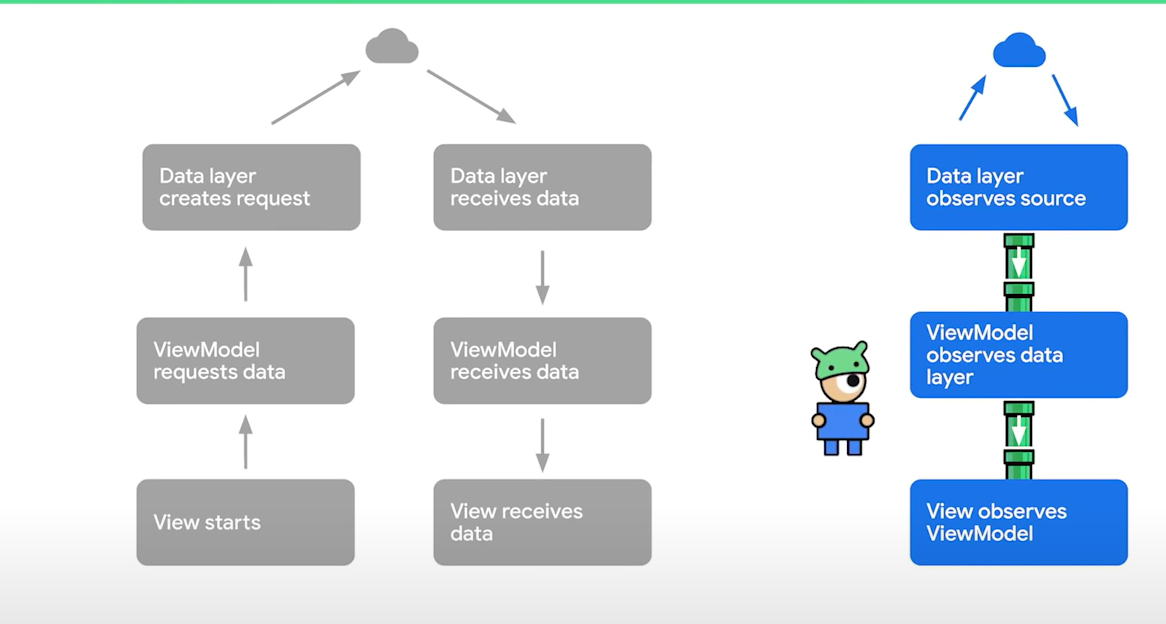 Data layer
creates request
Data layer
receives data
Data layer
observes source
ViewModel
requests data
ViewModel
receives data
ViewModel
observes data
layer
View starts
View receives
data
View observes
ViewModel